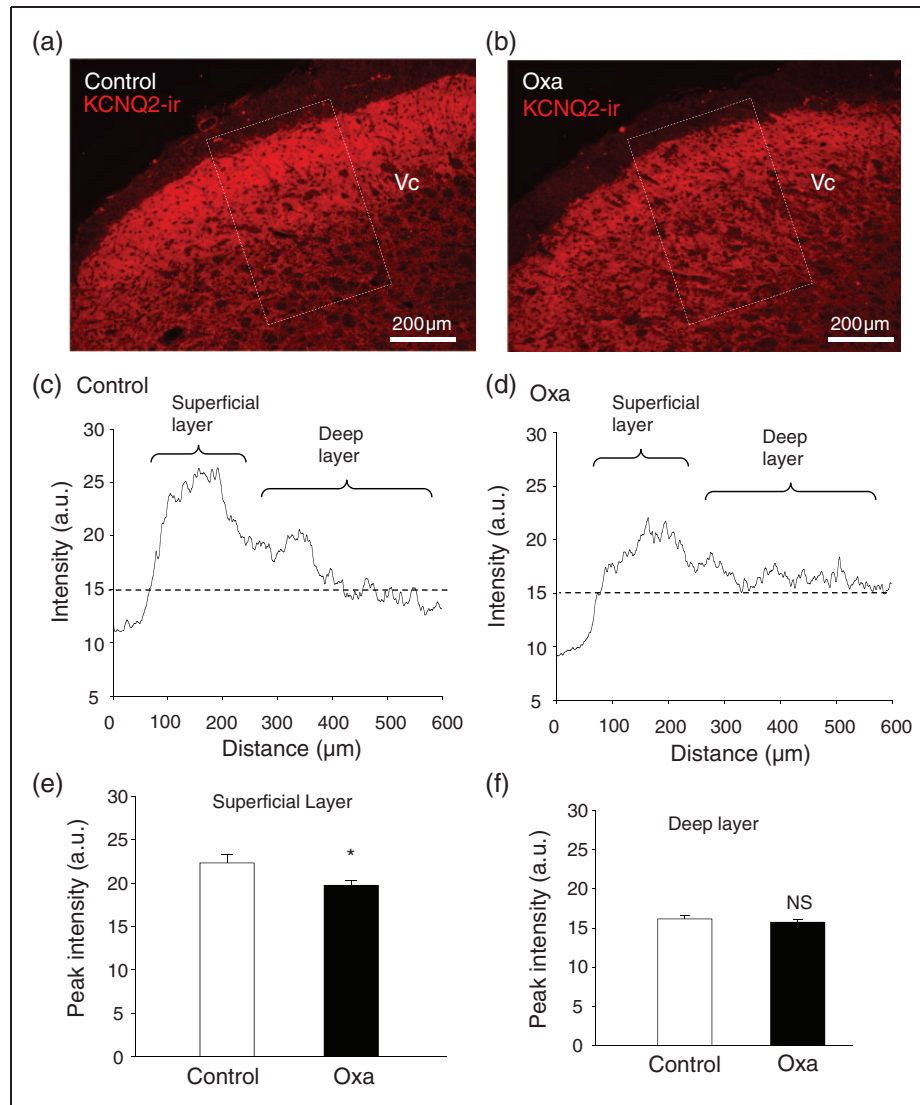 (a)
Control
KCNQ2-ir
Vc
200µm
(b)
Oxa
KCNQ2-ir
Vc
200µm
(c) Control
Superficial
layer
Deep
layer
30
25
20
15
10
5
Intensity (a.u.)
0 100 200 300 400 500 600
Distance (µm)
(d) Oxa
Superficial
layer
Deep
layer
30
25
20
15
10
5
Intensity (a.u.)
0 100 200 300 400 500 600
Distance (µm)
(e)
Superficial Layer
30
25
20
15
10
5
0
Peak intensity (a.u.)
*
Control Oxa
(f)
Deep layer
30
25
20
15
10
5
0
Peak intensity (a.u.)
NS
Control Oxa